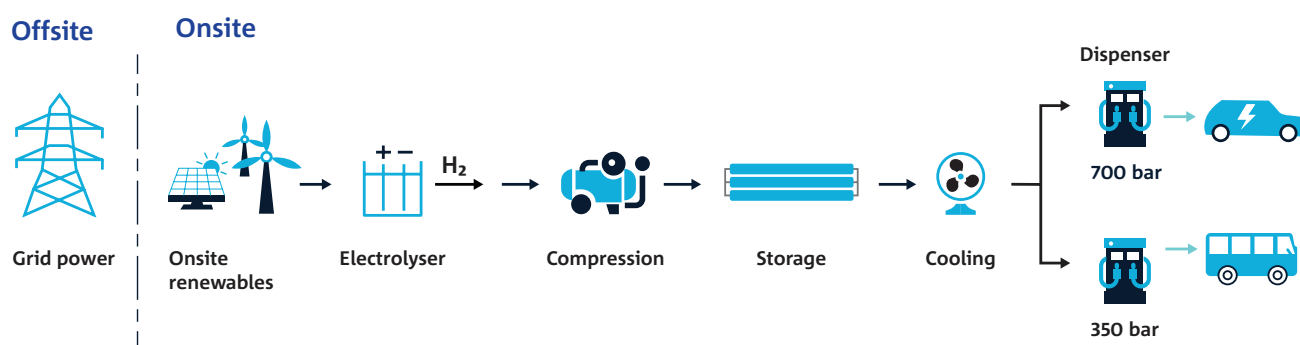 Offsite
Onsite
Dispenser
+ −
H₂
700 bar
Grid power
Onsite
renewables
Electrolyser
Compression
Storage
Cooling
350 bar